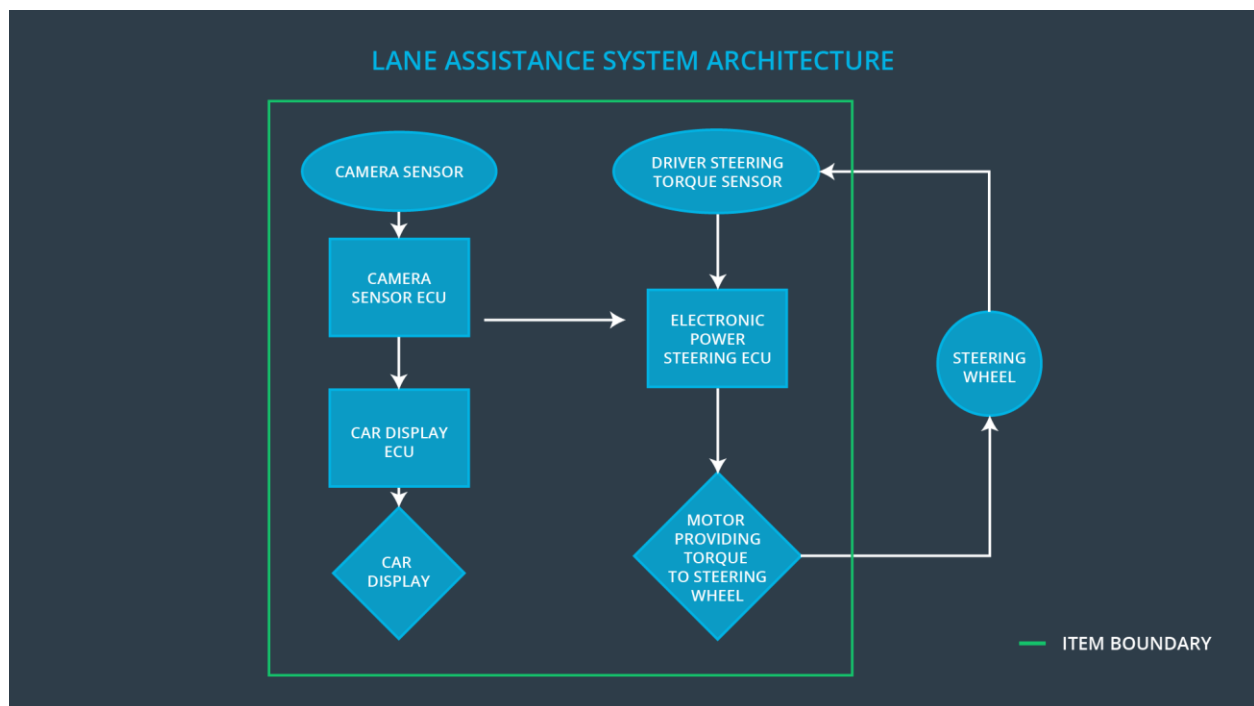 LANE ASSISTANCE SYSTEM ARCHITECTURE
CAMERA SENSOR
CAMERA
SENSOR ECU
CAR DISPLAY
ECU
CAR
DISPLAY
DRIVER STEERING
TORQUE SENSOR
ELECTRONIC
POWER
STEERING ECU
MOTOR
PROVIDING
TORQUE
TO STEERING
WHEEL
STEERING
WHEEL
ITEM BOUNDARY